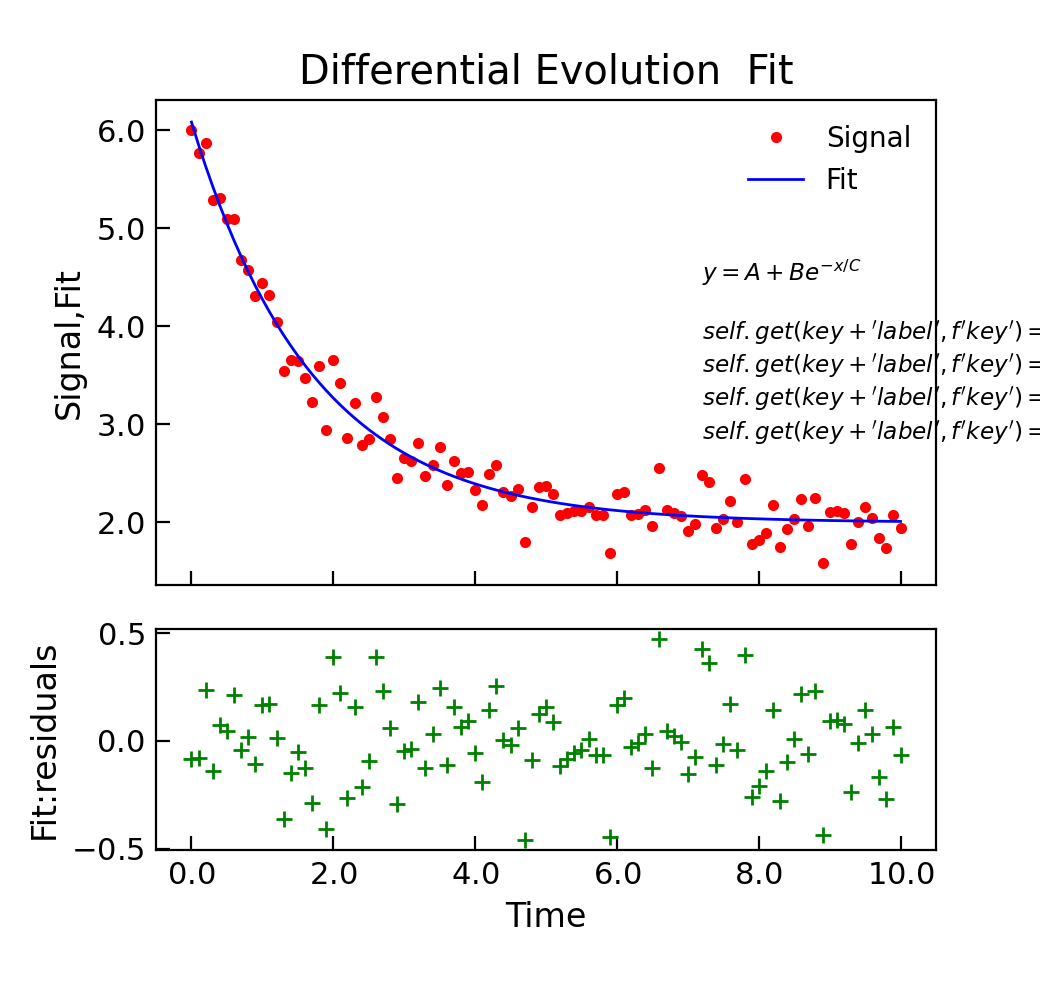 Differential Evolution  Fit
6.0
5.0
4.0
3.0
2.0
Signal,Fit
Signal
Fit
y = A + Be^{-x/C}
self.get(key + 'label', f'key') =
self.get(key + 'label', f'key') =
self.get(key + 'label', f'key') =
self.get(key + 'label', f'key') =
0.5
0.0
−0.5
Fit:residuals
0.0 2.0 4.0 6.0 8.0 10.0
Time